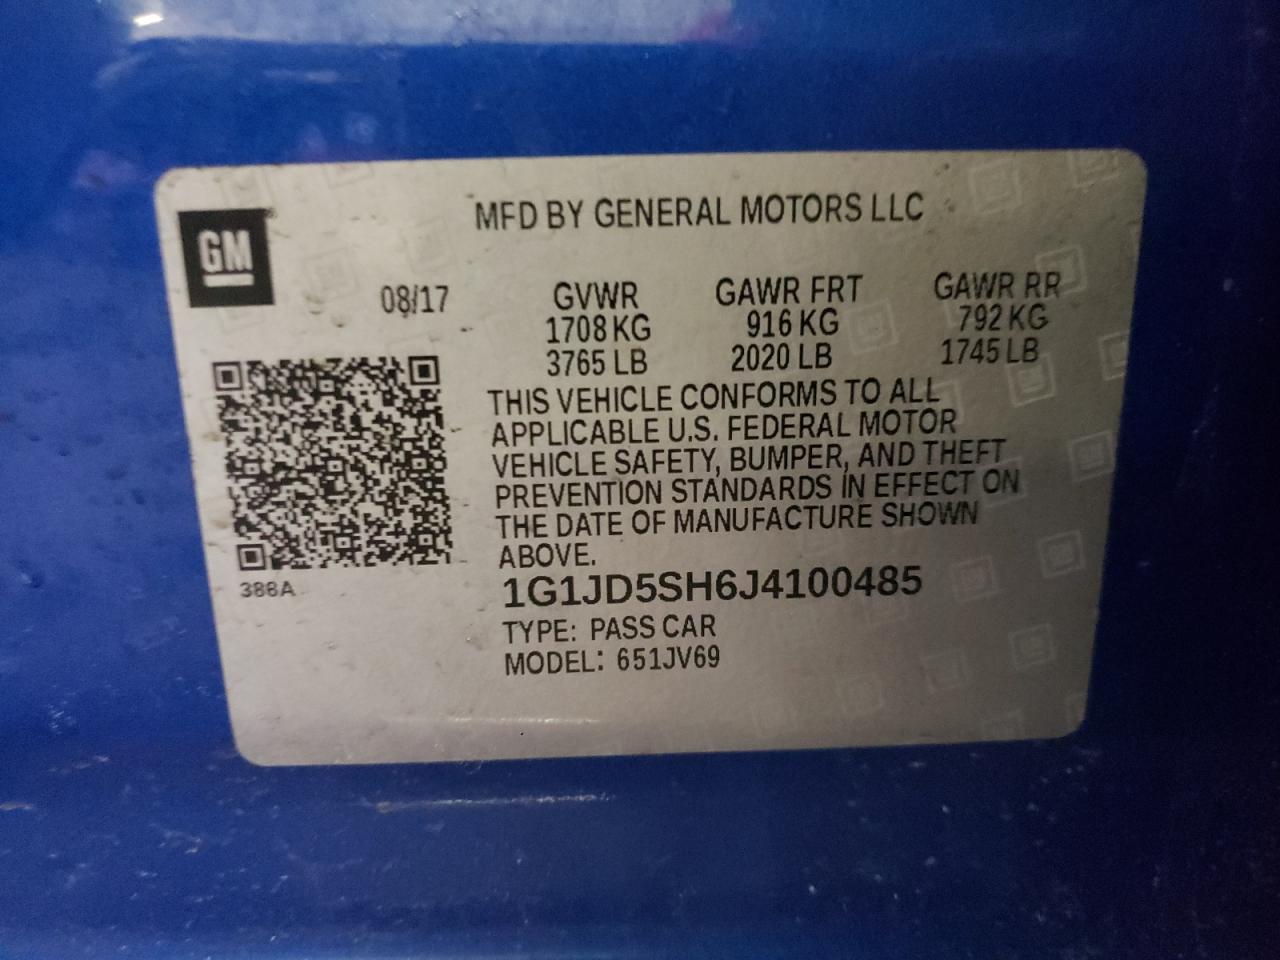 MFD BY GENERAL MOTORS LLC
GM
08/17
GVWR GAWR FRT GAWR RR
1708 KG 916 KG 792 KG
3765 LB 2020 LB 1745 LB
THIS VEHICLE CONFORMS TO ALL
APPLICABLE U.S. FEDERAL MOTOR
VEHICLE SAFETY, BUMPER, AND THEFT
PREVENTION STANDARDS IN EFFECT ON
THE DATE OF MANUFACTURE SHOWN
ABOVE.
388A
1G1JD5SH6J4100485
TYPE: PASS CAR
MODEL: 651JV69